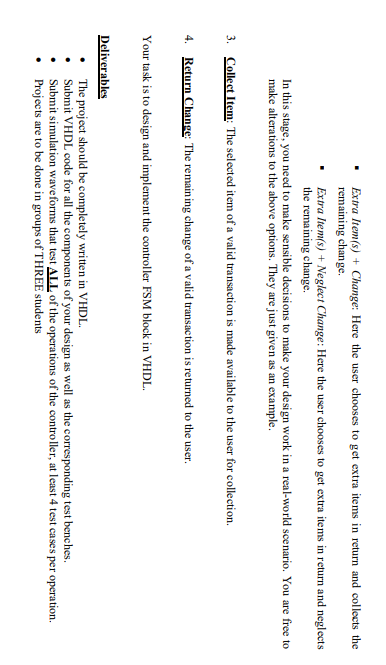 ▪ Extra Item(s) + Change: Here the user chooses to get extra items in return and collects the
remaining change.
▪ Extra Item(s) + Neglect Change: Here the user chooses to get extra items in return and neglects
the remaining change.
In this stage, you need to make sensible decisions to make your design work in a real-world scenario. You are free to
make alterations to the above options. They are just given as an example.
3. Collect Item: The selected item of a valid transaction is made available to the user for collection.
4. Return Change: The remaining change of a valid transaction is returned to the user.
Your task is to design and implement the controller FSM block in VHDL.
Deliverables
• The project should be completely written in VHDL.
• Submit VHDL code for all the components of your design as well as the corresponding test benches.
• Submit simulation waveforms that test ALL of the operations of the controller, at least 4 test cases per operation.
• Projects are to be done in groups of THREE students